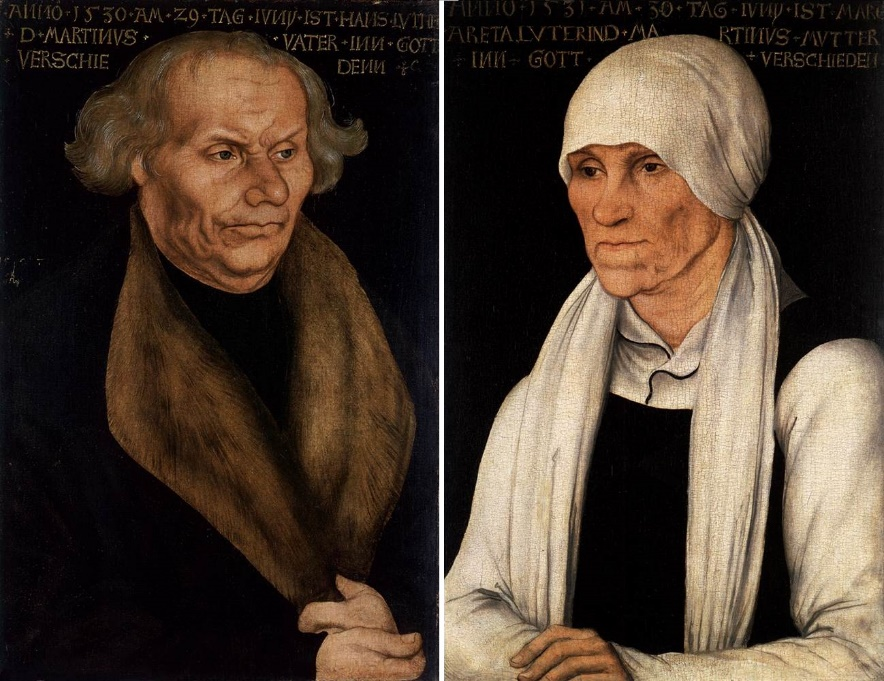 ANNO·1530·AM·29·TAG·IVNIJ·IST·HANS·LVTHE
D·MARTINVS· VATER·INN·GOTT
VERSCHIE DENN
ANNO·1531·AM·30·TAG·IVNIJ·IST·MARG
ARETA LVTERIN D·MA RTINVS·MVTTER
·INN·GOTT· VERSCHIEDEN